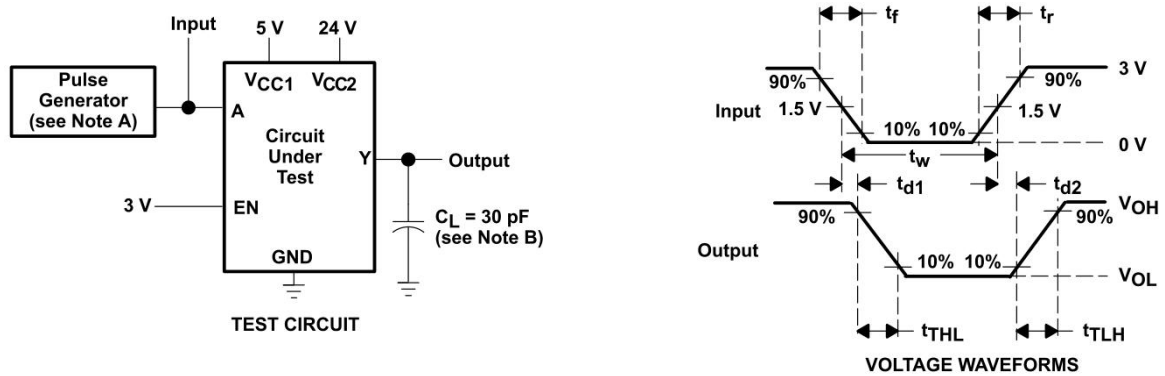 Input
5 V
24 V
Pulse
Generator
(see Note A)
A
VCC1
VCC2
Circuit
Under
Test
Y
Output
3 V
EN
GND
CL = 30 pF
(see Note B)
TEST CIRCUIT
tf
tr
90%
90%
3 V
Input
1.5 V
1.5 V
10%
10%
0 V
tw
td1
td2
90%
90%
VOH
Output
10%
10%
VOL
tTHL
tTLH
VOLTAGE WAVEFORMS